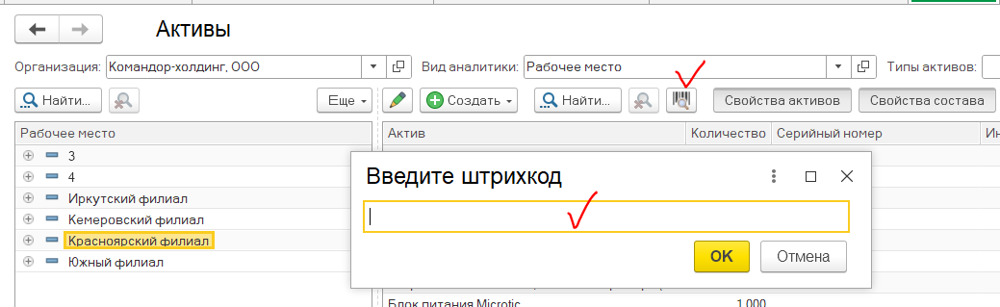 Активы
Организация: Командор-холдинг, ООО Вид аналитики: Рабочее место Типы активов:
Найти... Еще Создать Найти... Свойства активов Свойства состава
Рабочее место Актив Количество Серийный номер Ин
3
4
Иркутский филиал
Кемеровский филиал
Красноярский филиал
Южный филиал
Введите штрихкод
OK Отмена
Блок питания Microtic 1,000